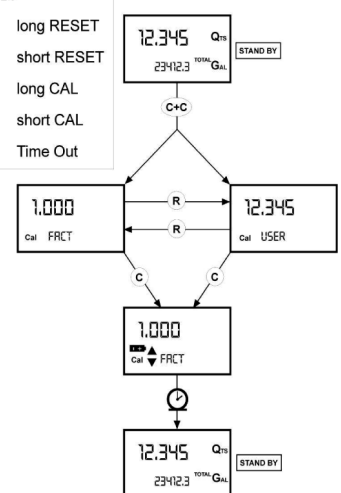 long RESET
short RESET
long CAL
short CAL
Time Out
12.345 QTS
23412.3 TOTAL GAL
STAND BY
C+C
1.000
Cal FACT
R
R
12.345
Cal USER
C
C
1.000
Cal FACT
12.345 QTS
23412.3 TOTAL GAL
STAND BY